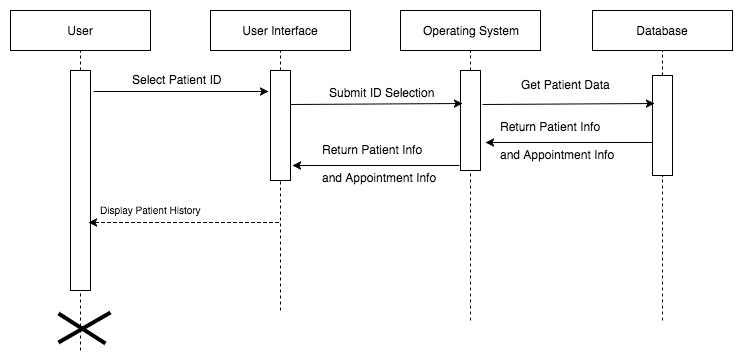 User
User Interface
Operating System
Database
Select Patient ID
Submit ID Selection
Get Patient Data
Return Patient Info
and Appointment Info
Return Patient Info
and Appointment Info
Display Patient History